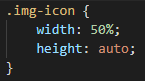 .img-icon {
    width: 50%;
    height: auto;
}